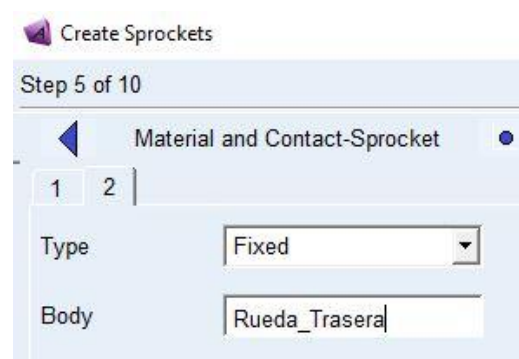 Create Sprockets
Step 5 of 10
Material and Contact-Sprocket
1 2
Type Fixed
Body Rueda_Trasera